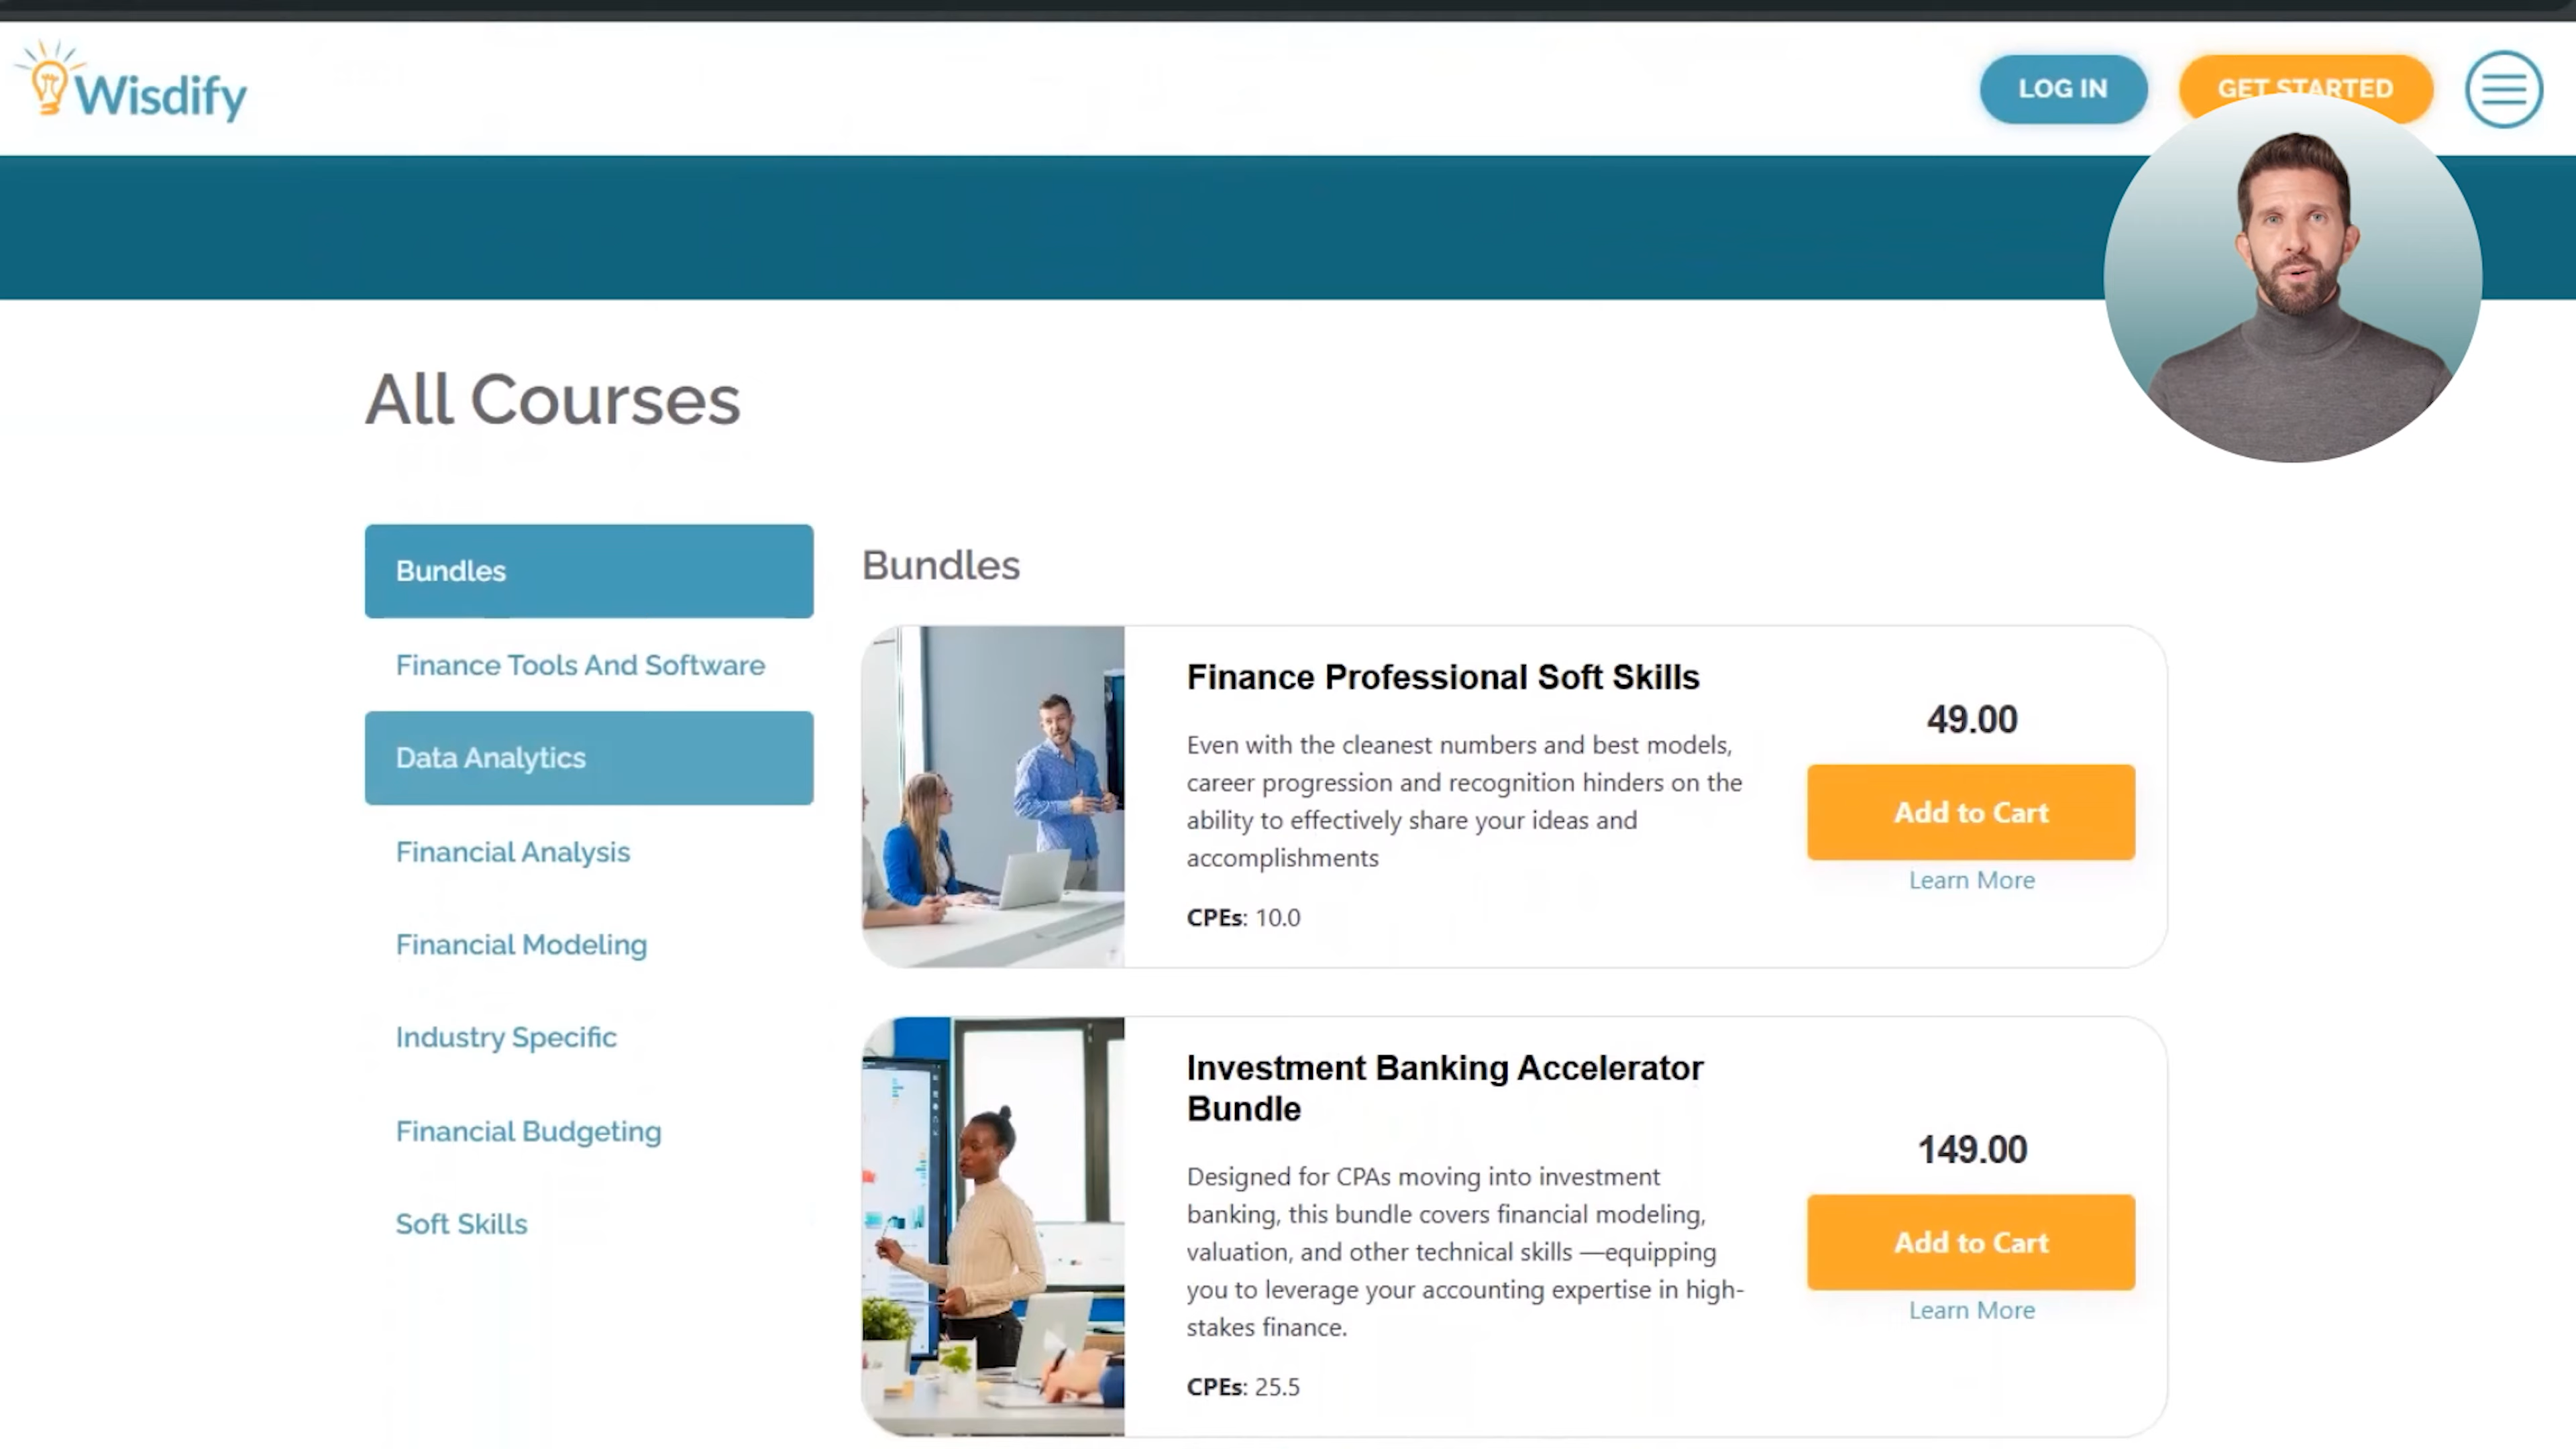 Wisdify
LOG IN
GET STARTED
All Courses
Bundles
Finance Tools And Software
Data Analytics
Financial Analysis
Financial Modeling
Industry Specific
Financial Budgeting
Soft Skills
Bundles
Finance Professional Soft Skills
Even with the cleanest numbers and best models,
career progression and recognition hinders on the
ability to effectively share your ideas and
accomplishments
CPEs: 10.0
49.00
Add to Cart
Learn More
Investment Banking Accelerator
Bundle
Designed for CPAs moving into investment
banking, this bundle covers financial modeling,
valuation, and other technical skills —equipping
you to leverage your accounting expertise in high-
stakes finance.
CPEs: 25.5
149.00
Add to Cart
Learn More